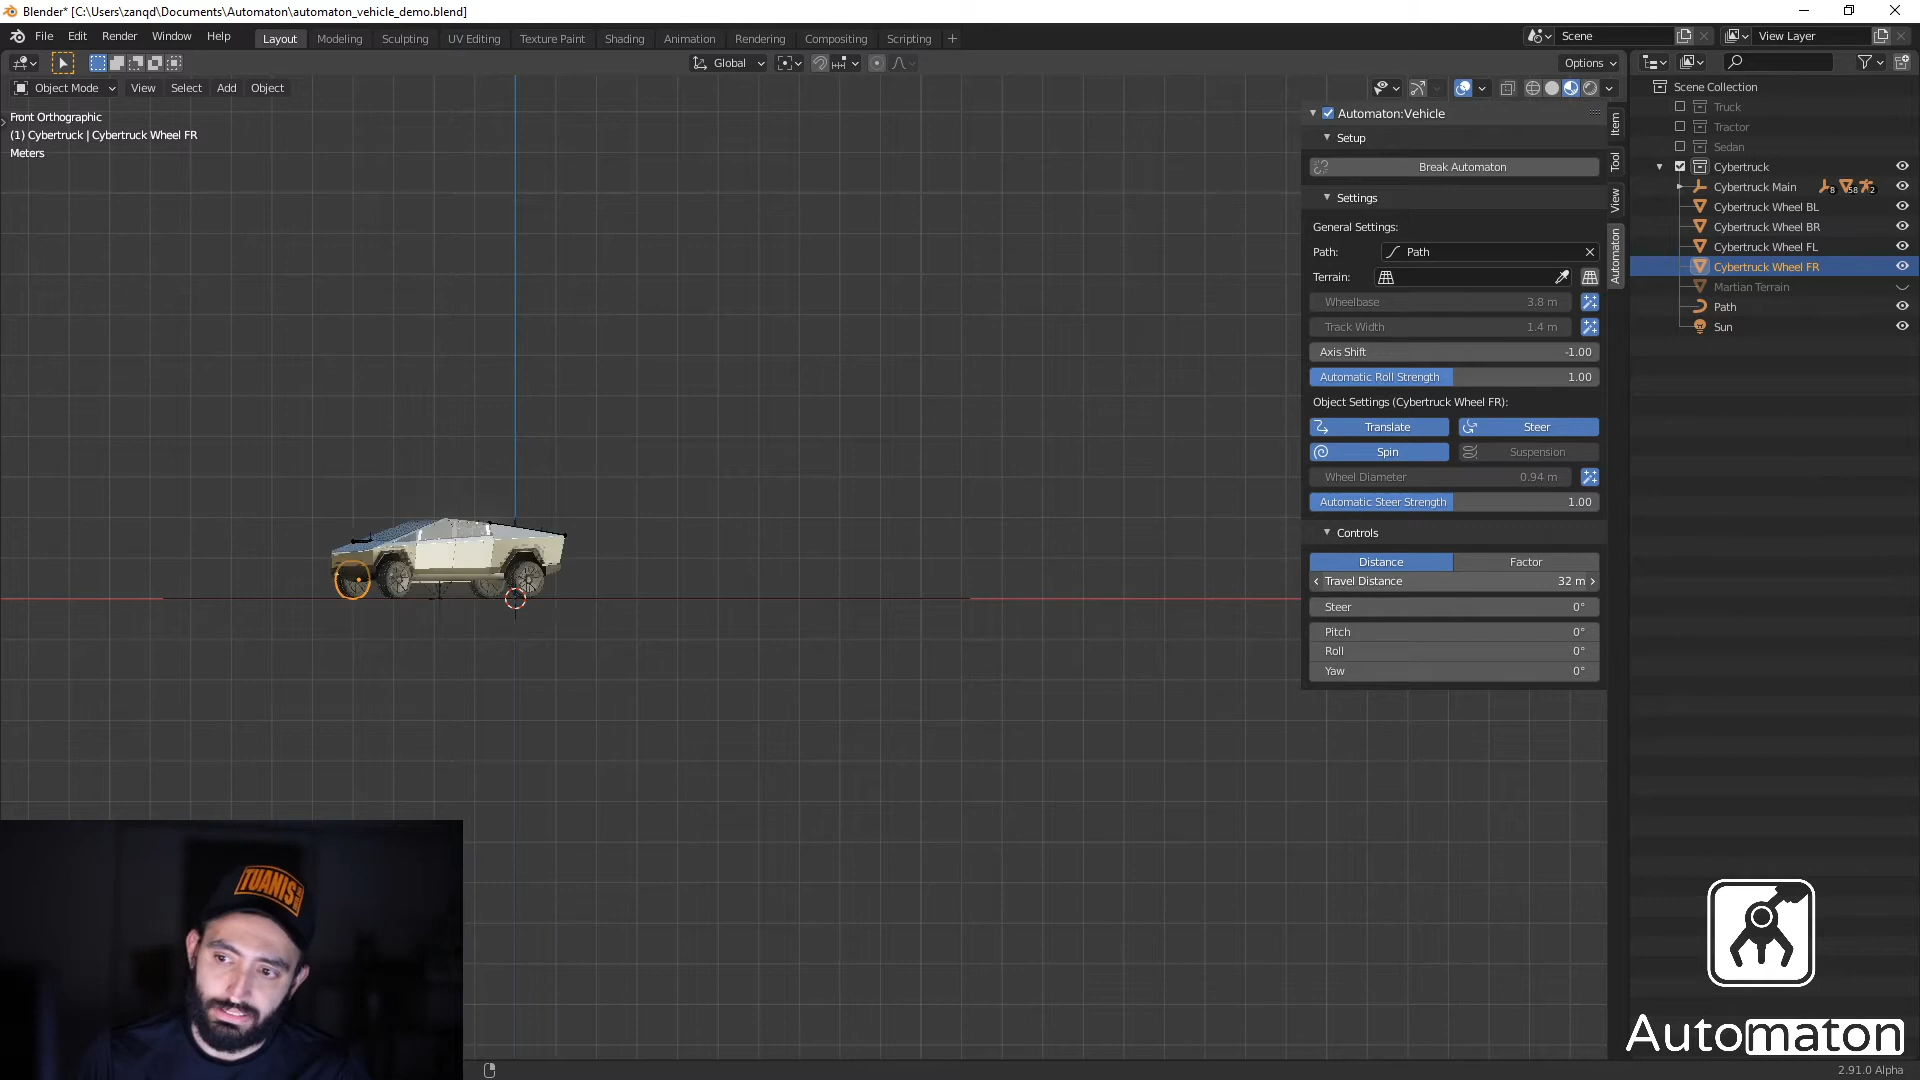 Blender* [C:\Users\zanqd\Documents\Automaton\automaton_vehicle_demo.blend]
File Edit Render Window Help Layout Modeling Sculpting UV Editing Texture Paint Shading Animation Rendering Compositing Scripting + Scene View Layer
Global Options
Object Mode View Select Add Object
Front Orthographic
(1) Cybertruck | Cybertruck Wheel FR
Meters
Automaton:Vehicle
Setup
Break Automaton
Settings
General Settings:
Path: Path
Terrain:
Wheelbase 3.8 m
Track Width 1.4 m
Axis Shift -1.00
Automatic Roll Strength 1.00
Object Settings (Cybertruck Wheel FR):
Translate Steer
Spin Suspension
Wheel Diameter 0.94 m
Automatic Steer Strength 1.00
Controls
Distance Factor
Travel Distance 32 m
Steer 0°
Pitch 0°
Roll 0°
Yaw 0°
Item
Tool
View
Automaton
Scene Collection
Truck
Tractor
Sedan
Cybertruck
Cybertruck Main 8 58 2
Cybertruck Wheel BL
Cybertruck Wheel BR
Cybertruck Wheel FL
Cybertruck Wheel FR
Martian Terrain
Path
Sun
TUANIS
Automaton
2.91.0 Alpha